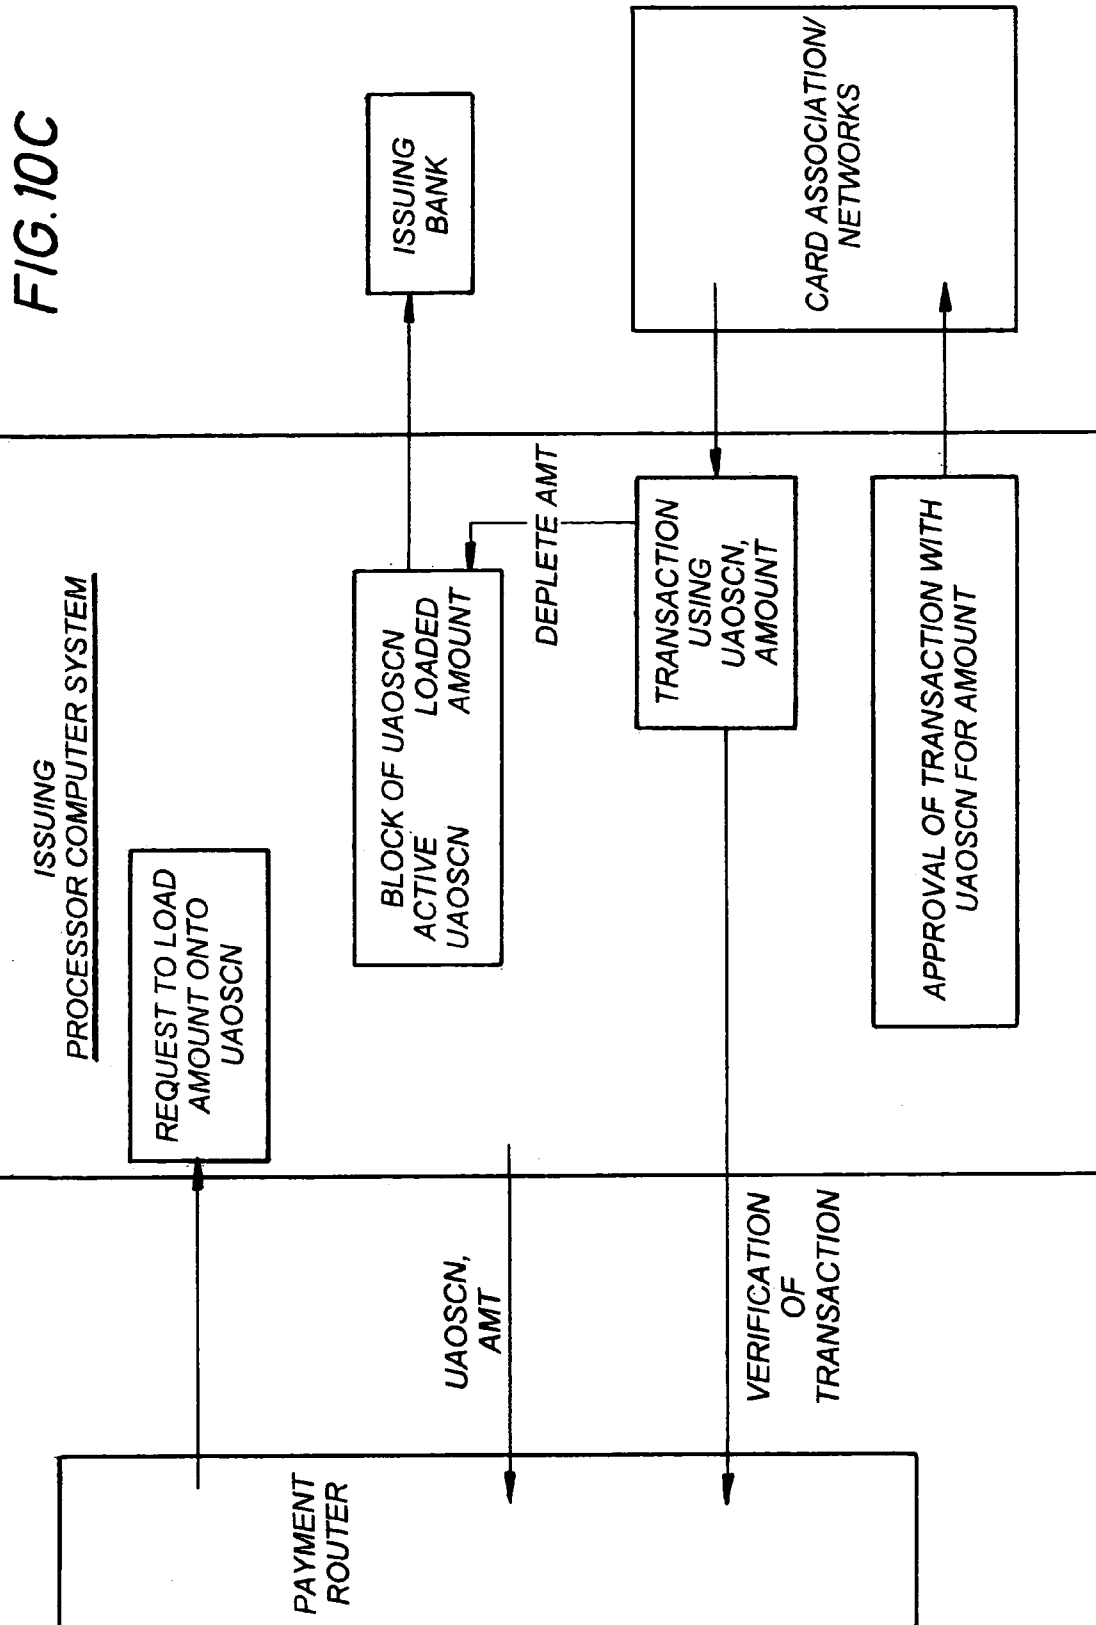 FIG.10C
ISSUING
PROCESSOR COMPUTER SYSTEM
REQUEST TO LOAD
AMOUNT ONTO
UAOSCN
PAYMENT
ROUTER
BLOCK OF UAOSCN
ACTIVE LOADED
UAOSCN AMOUNT
ISSUING
BANK
UAOSCN,
AMT
DEPLETE AMT
TRANSACTION
USING
UAOSCN,
AMOUNT
VERIFICATION
OF
TRANSACTION
CARD ASSOCIATION/
NETWORKS
APPROVAL OF TRANSACTION WITH
UAOSCN FOR AMOUNT